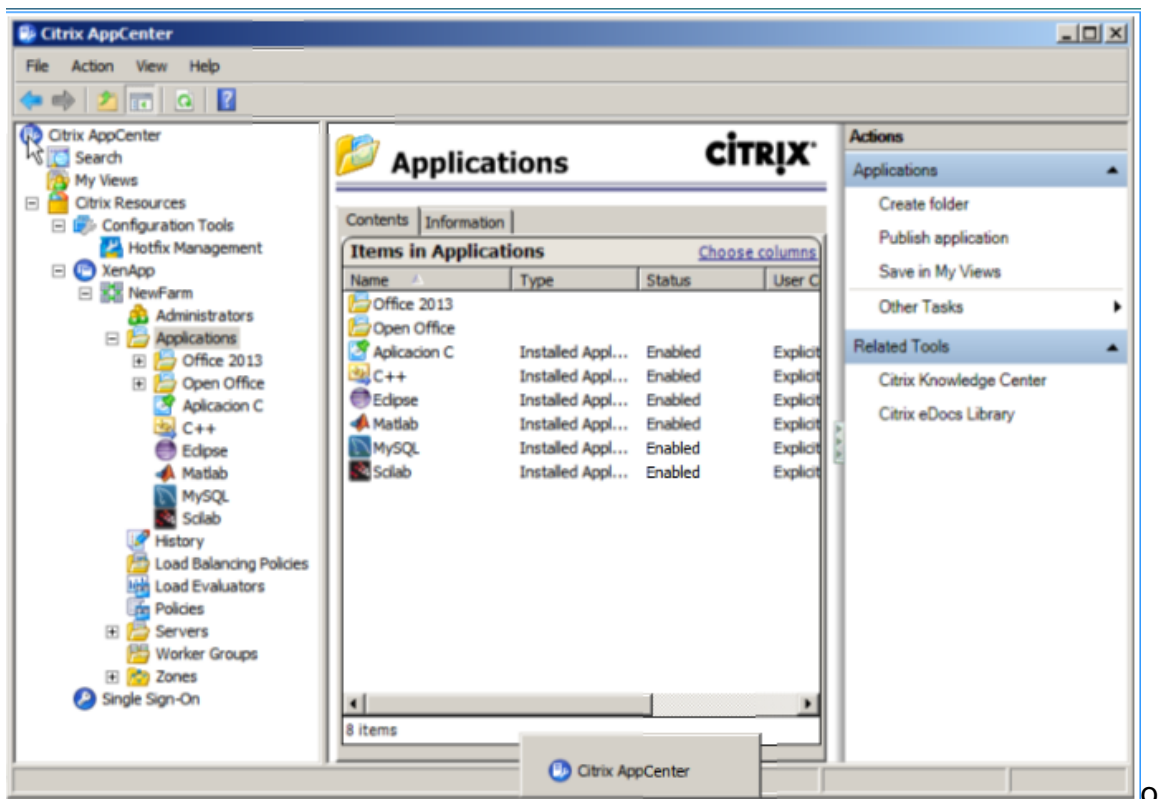 Citrix AppCenter
File Action View Help
Citrix AppCenter
Search
My Views
Citrix Resources
Configuration Tools
Hotfix Management
XenApp
NewFarm
Administrators
Applications
Office 2013
Open Office
Aplicacion C
C++
Eclipse
Matlab
MySQL
Scilab
History
Load Balancing Policies
Load Evaluators
Policies
Servers
Worker Groups
Zones
Single Sign-On
Applications
CİTRIX
Contents Information
Items in Applications Choose columns
Name Type Status User C
Office 2013
Open Office
Aplicacion C Installed Appl... Enabled Explicit
C++ Installed Appl... Enabled Explicit
Eclipse Installed Appl... Enabled Explicit
Matlab Installed Appl... Enabled Explicit
MySQL Installed Appl... Enabled Explicit
Scilab Installed Appl... Enabled Explicit
8 items
Actions
Applications
Create folder
Publish application
Save in My Views
Other Tasks
Related Tools
Citrix Knowledge Center
Citrix eDocs Library
Citrix AppCenter
o